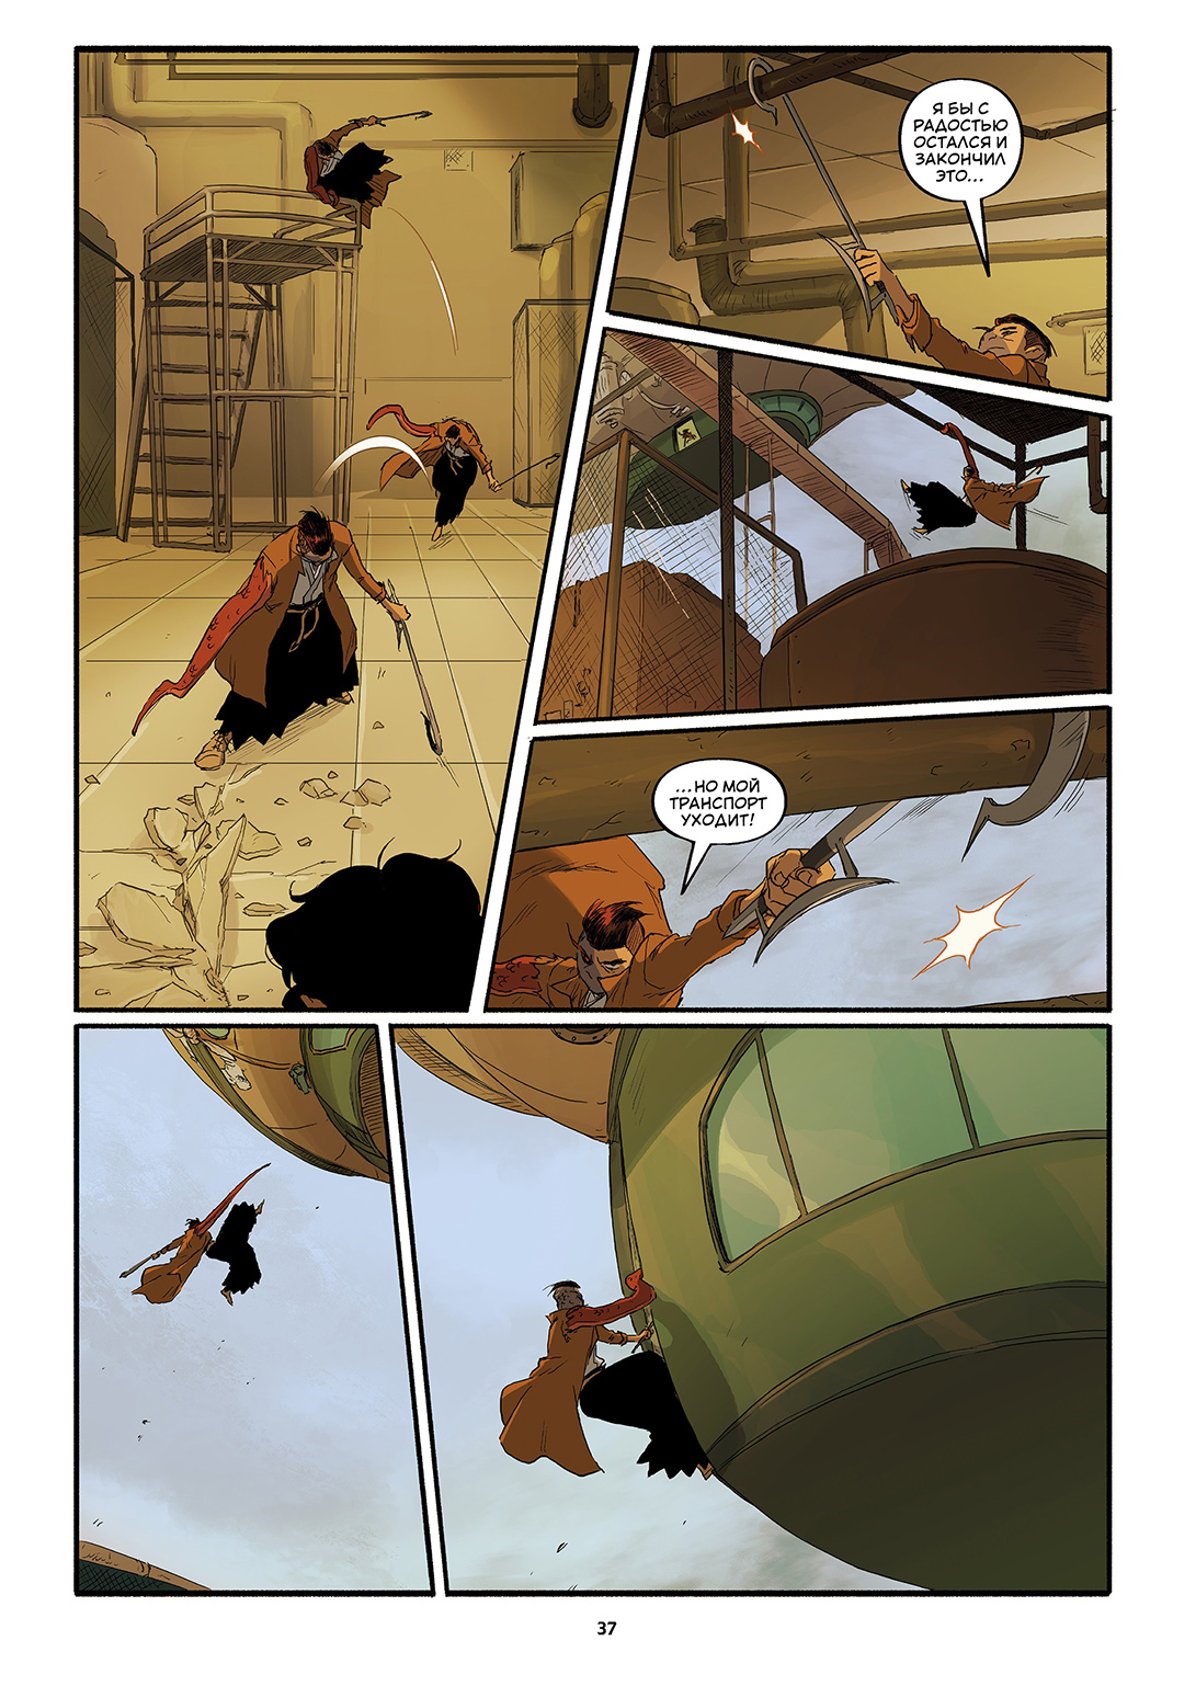 Я БЫ С
РАДОСТЬЮ
ОСТАЛСЯ И
ЗАКОНЧИЛ
ЭТО...
...НО МОЙ
ТРАНСПОРТ
УХОДИТ!
37